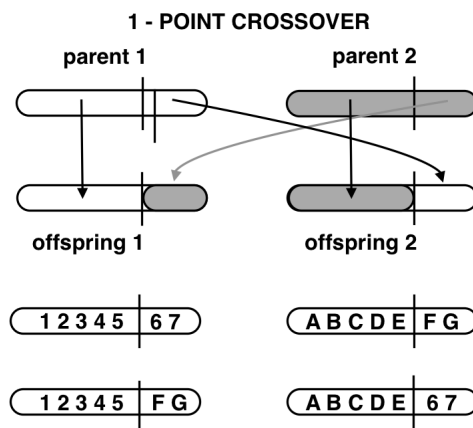 1 - POINT CROSSOVER
parent 1 parent 2
offspring 1 offspring 2
1 2 3 4 5 6 7 A B C D E F G
1 2 3 4 5 F G A B C D E 6 7